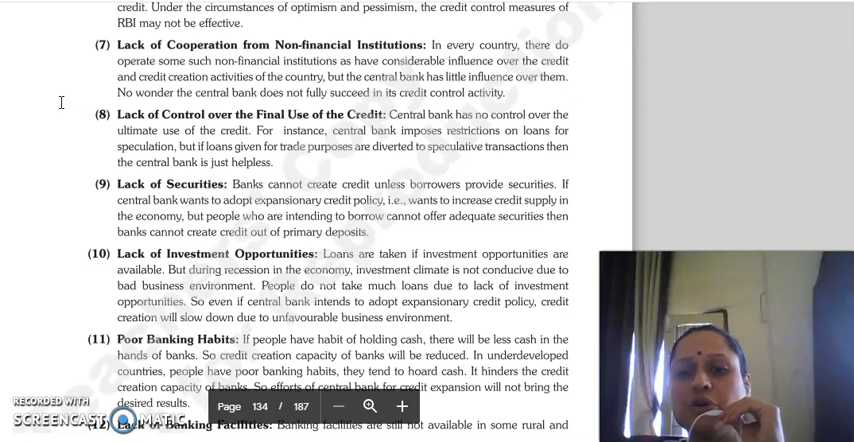 credit. Under the circumstances of optimism and pessimism, the credit control measures of
RBI may not be effective.
(7) Lack of Cooperation from Non-financial Institutions: In every country, there do
operate some such non-financial institutions as have considerable influence over the credit
and credit creation activities of the country, but the central bank has little influence over them.
No wonder the central bank does not fully succeed in its credit control activity.
(8) Lack of Control over the Final Use of the Credit: Central bank has no control over the
ultimate use of the credit. For instance, central bank imposes restrictions on loans for
speculation, but if loans given for trade purposes are diverted to speculative transactions then
the central bank is just helpless.
(9) Lack of Securities: Banks cannot create credit unless borrowers provide securities. If
central bank wants to adopt expansionary credit policy, i.e., wants to increase credit supply in
the economy, but people who are intending to borrow cannot offer adequate securities then
banks cannot create credit out of primary deposits.
(10) Lack of Investment Opportunities: Loans are taken if investment opportunities are
available. But during recession in the economy, investment climate is not conducive due to
bad business environment. People do not take much loans due to lack of investment
opportunities. So even if central bank intends to adopt expansionary credit policy, credit
creation will slow down due to unfavourable business environment.
(11) Poor Banking Habits: If people have habit of holding cash, there will be less cash in the
hands of banks. So credit creation capacity of banks will be reduced. In underdeveloped
countries, people have poor banking habits, they tend to hoard cash. It hinders the credit
creation capacity of banks. So efforts of central bank for credit expansion will not bring the
desired results.
(12) Lack of Banking Facilities: Banking facilities are still not available in some rural and
Page 134 / 187
RECORDED WITH
SCREENCAST MATIC